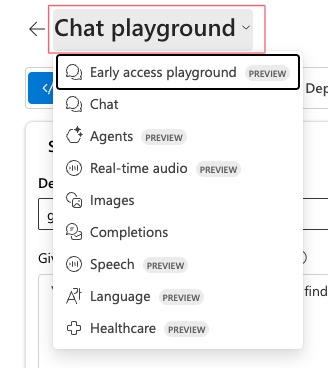 Chat playground
Early access playground PREVIEW
</> Dep
Chat
Agents PREVIEW
S
Real-time audio PREVIEW
De
Images
g
Completions
Giv
Speech PREVIEW
Language PREVIEW
find
Healthcare PREVIEW